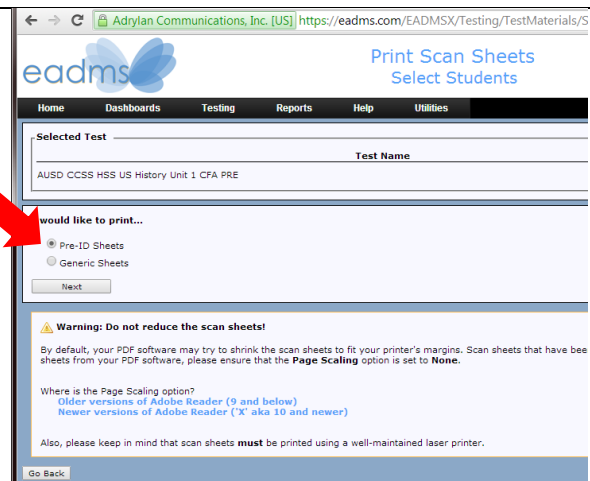 Adrylan Communications, Inc. [US] https://eadms.com/EADMSX/Testing/TestMaterials/S
eadms
Print Scan Sheets
Select Students
Home Dashboards Testing Reports Help Utilities
Selected Test
Test Name
AUSD CCSS HSS US History Unit 1 CFA PRE
would like to print...
Pre-ID Sheets
Generic Sheets
Next
Warning: Do not reduce the scan sheets!
By default, your PDF software may try to shrink the scan sheets to fit your printer's margins. Scan sheets that have bee
sheets from your PDF software, please ensure that the Page Scaling option is set to None.
Where is the Page Scaling option?
Older versions of Adobe Reader (9 and below)
Newer versions of Adobe Reader ('X' aka 10 and newer)
Also, please keep in mind that scan sheets must be printed using a well-maintained laser printer.
Go Back